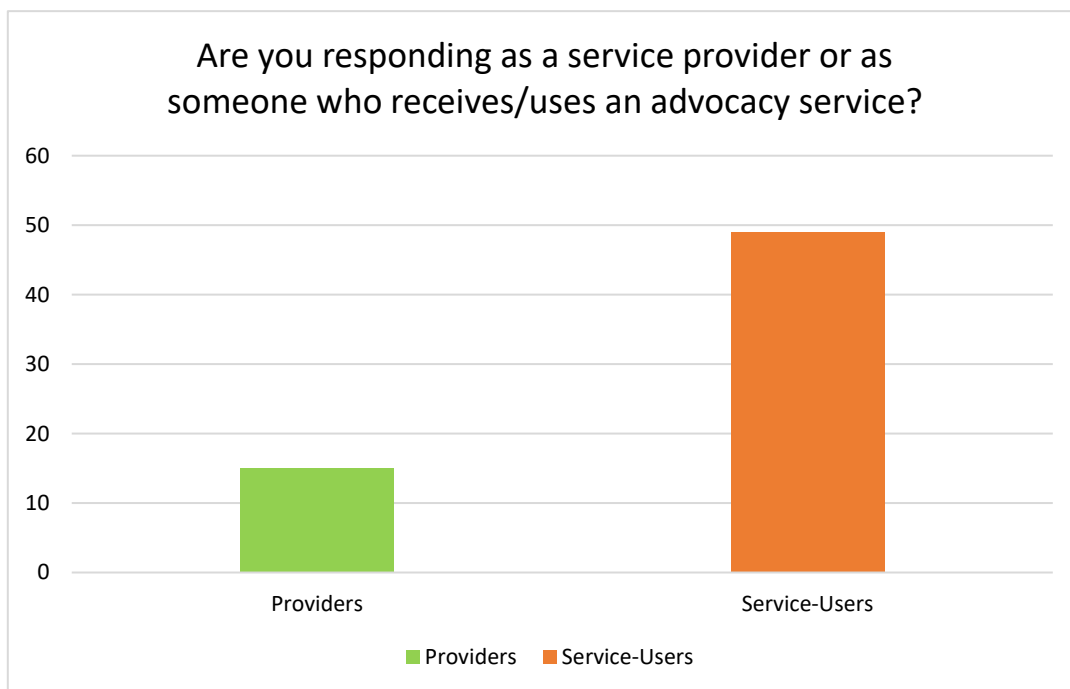 Are you responding as a service provider or as
someone who receives/uses an advocacy service?
60
50
40
30
20
10
0
Providers
Service-Users
Providers
Service-Users